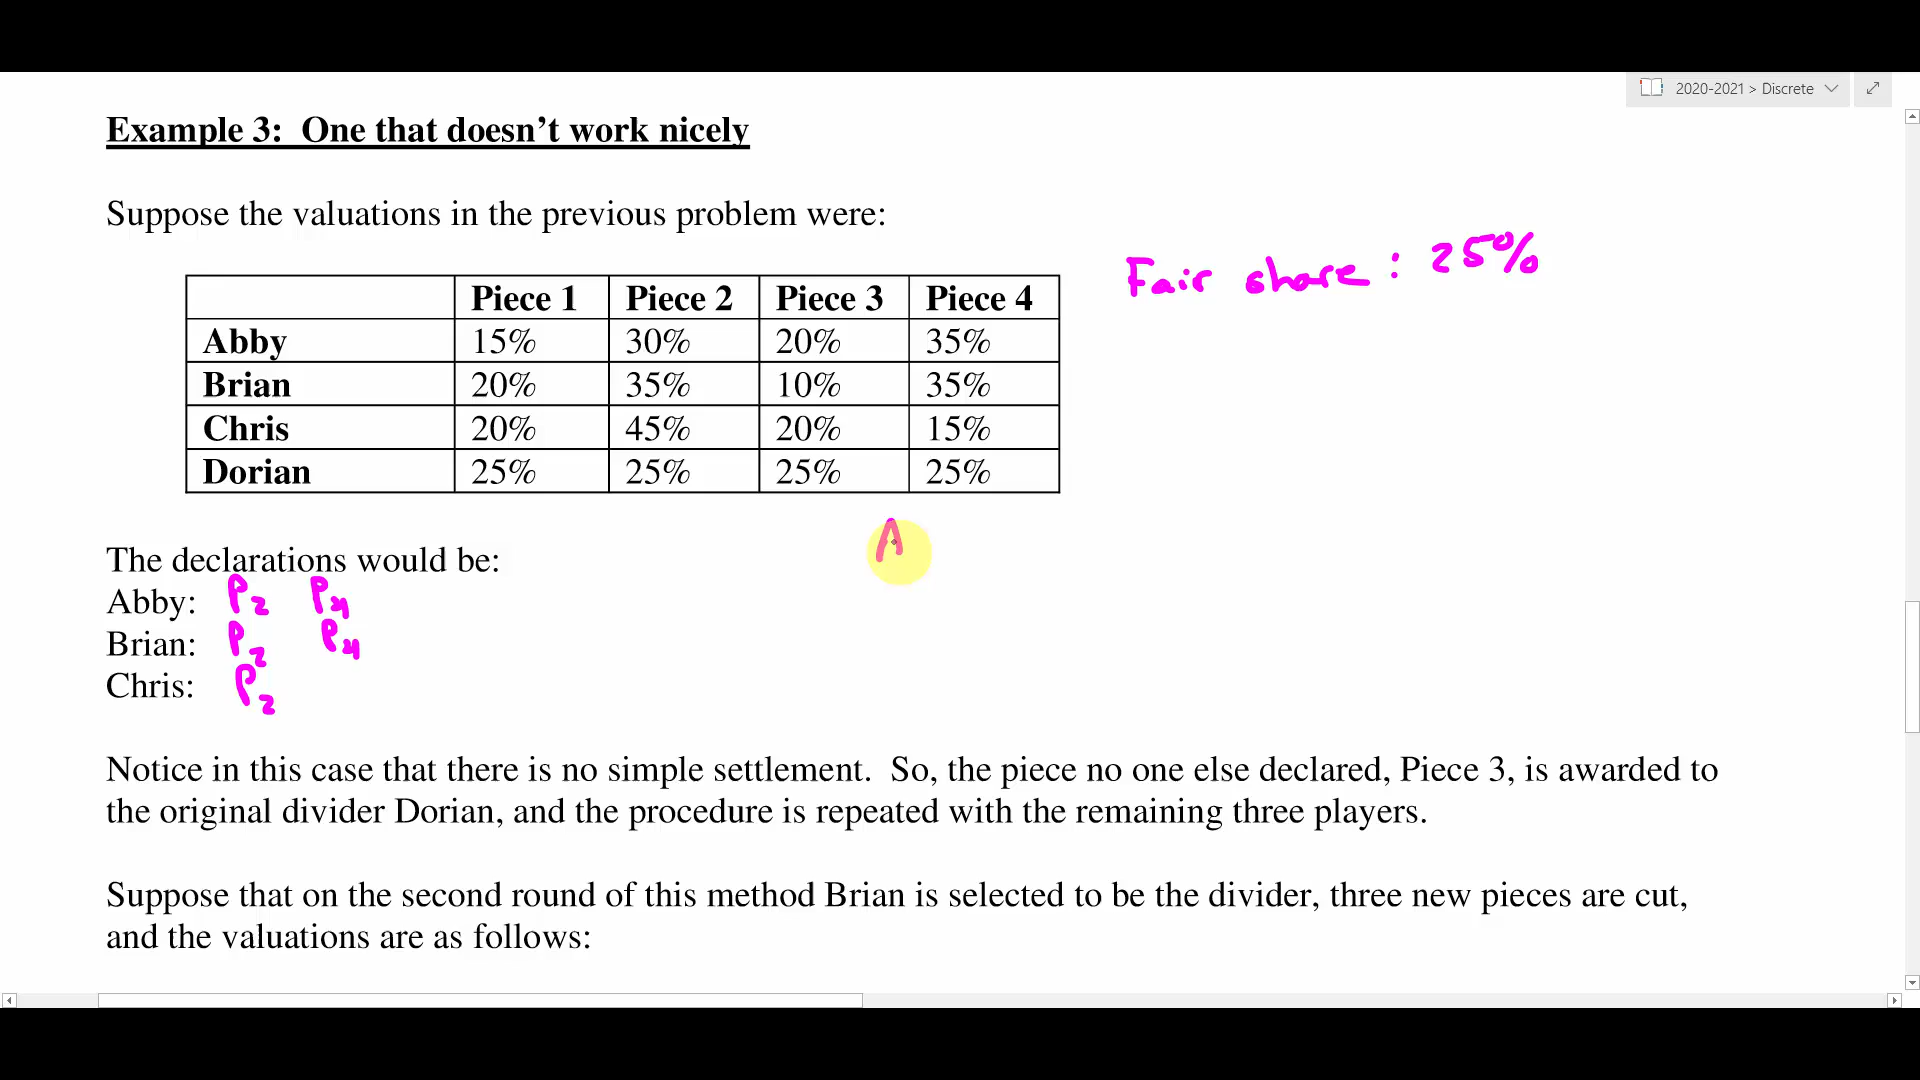 2020-2021 > Discrete
Example 3: One that doesn’t work nicely
Suppose the valuations in the previous problem were:
Fair share : 25%
Piece 1 Piece 2 Piece 3 Piece 4
Abby 15% 30% 20% 35%
Brian 20% 35% 10% 35%
Chris 20% 45% 20% 15%
Dorian 25% 25% 25% 25%
A
The declarations would be:
Abby: P2 P4
Brian: P2 P4
Chris: P2
Notice in this case that there is no simple settlement. So, the piece no one else declared, Piece 3, is awarded to
the original divider Dorian, and the procedure is repeated with the remaining three players.
Suppose that on the second round of this method Brian is selected to be the divider, three new pieces are cut,
and the valuations are as follows: